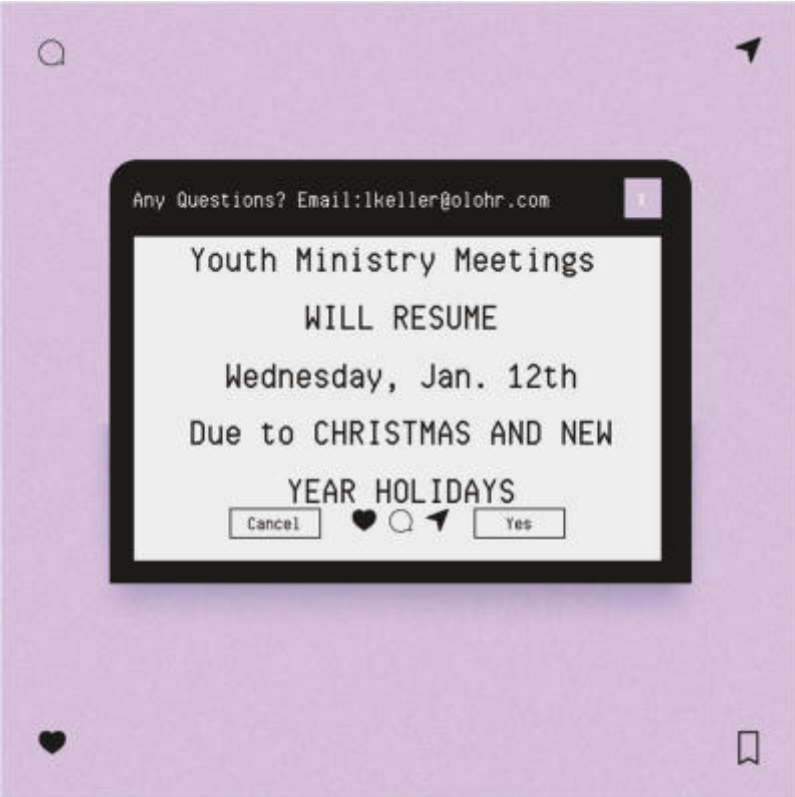 Any Questions? Email:lkeller@olohr.com
Youth Ministry Meetings
WILL RESUME
Wednesday, Jan. 12th
Due to CHRISTMAS AND NEW
YEAR HOLIDAYS
Cancel
Yes